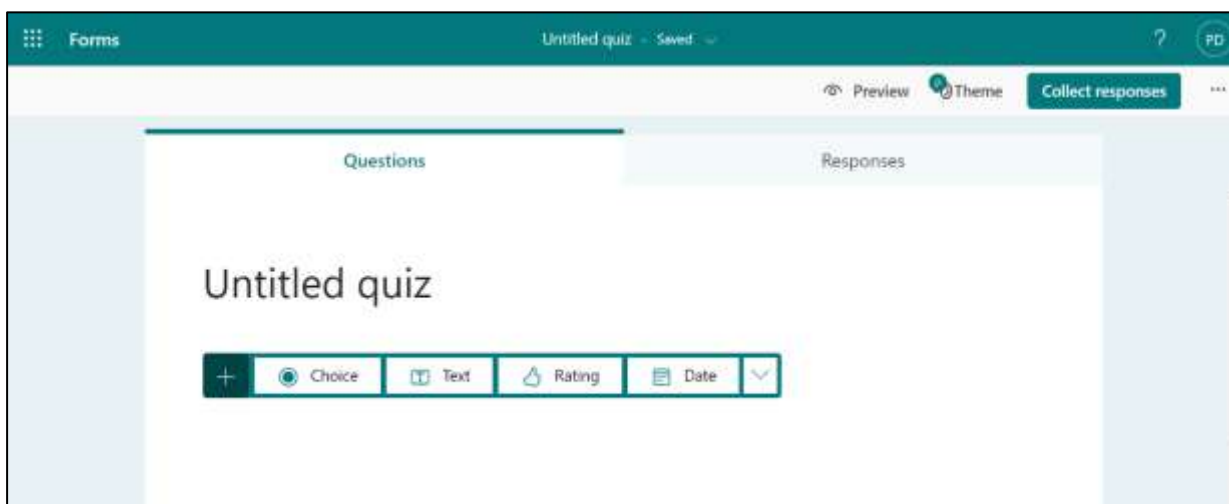 Forms Untitled quiz - Saved ? PD
Preview Theme Collect responses ...
Questions Responses
Untitled quiz
+ Choice Text Rating Date